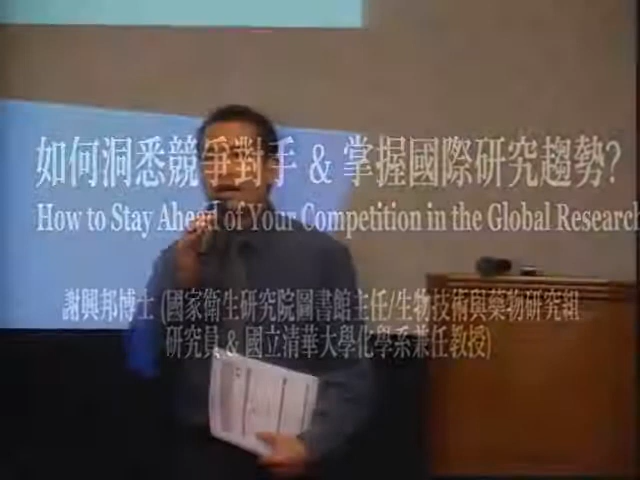 如何洞悉競爭對手 & 掌握國際研究趨勢?
How to Stay Ahead of Your Competition in the Global Research
謝興邦博士 (國家衛生研究院圖書館主任/生物技術與藥物研究組
研究員 & 國立清華大學化學系兼任教授)